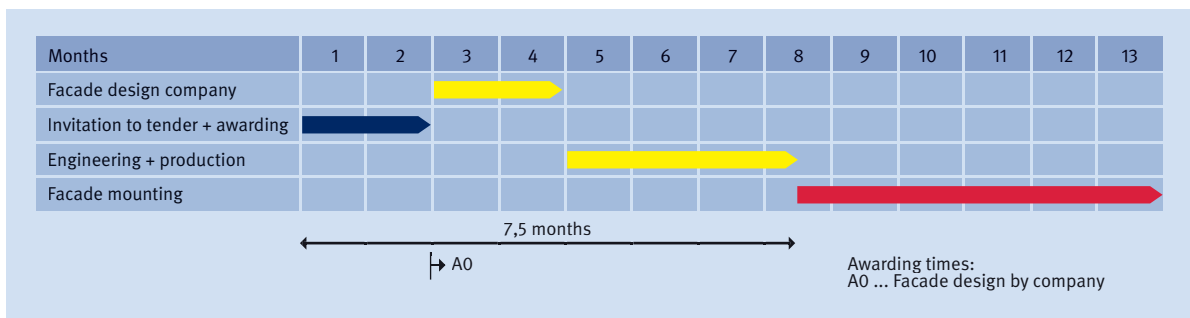 Months 1 2 3 4 5 6 7 8 9 10 11 12 13
Facade design company
Invitation to tender + awarding
Engineering + production
Facade mounting
7,5 months
A0
Awarding times:
A0 ... Facade design by company